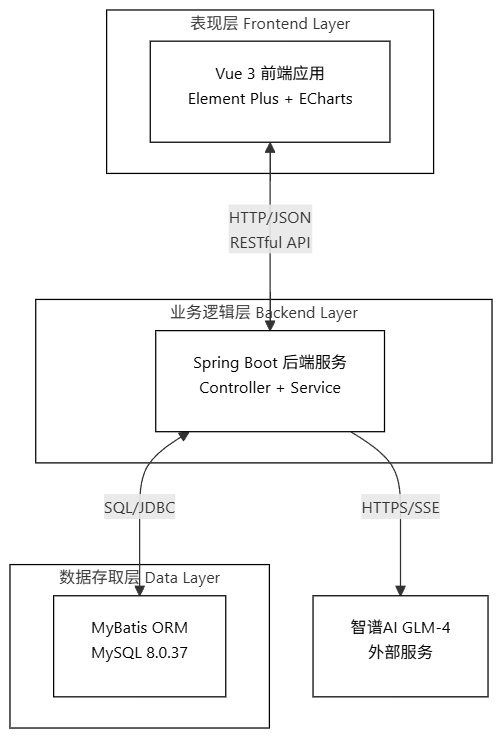 表现层 Frontend Layer
Vue 3 前端应用
Element Plus + ECharts
HTTP/JSON
RESTful API
业务逻辑层 Backend Layer
Spring Boot 后端服务
Controller + Service
SQL/JDBC
HTTPS/SSE
数据存取层 Data Layer
MyBatis ORM
MySQL 8.0.37
智谱AI GLM-4
外部服务